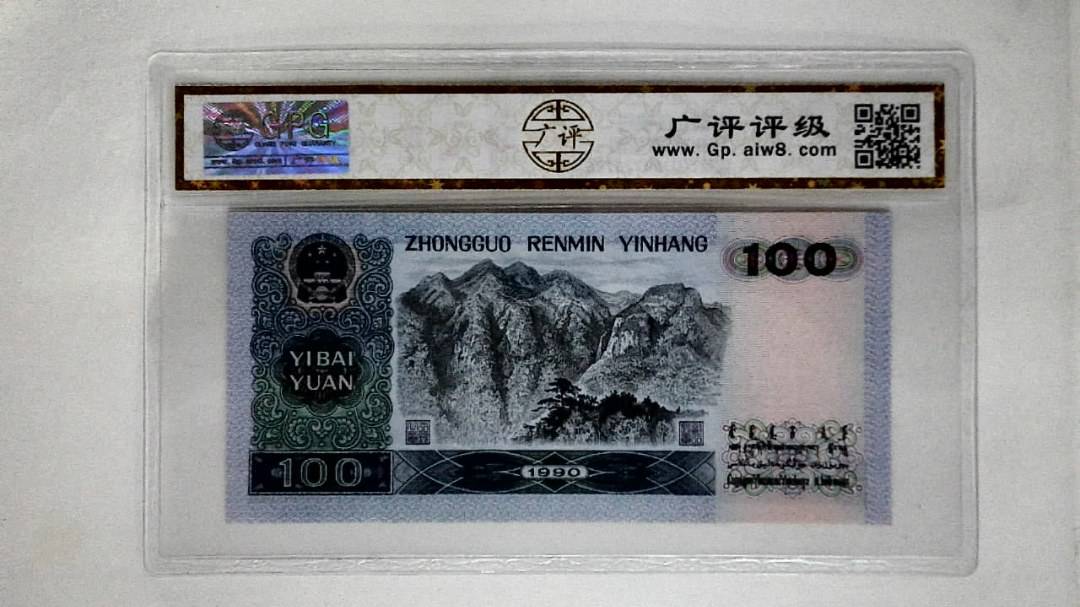 GPG
广评
广评评级
www. Gp. aiw8. com
ZHONGGUO RENMIN YINHANG
100
YIBAI
YUAN
100
1990